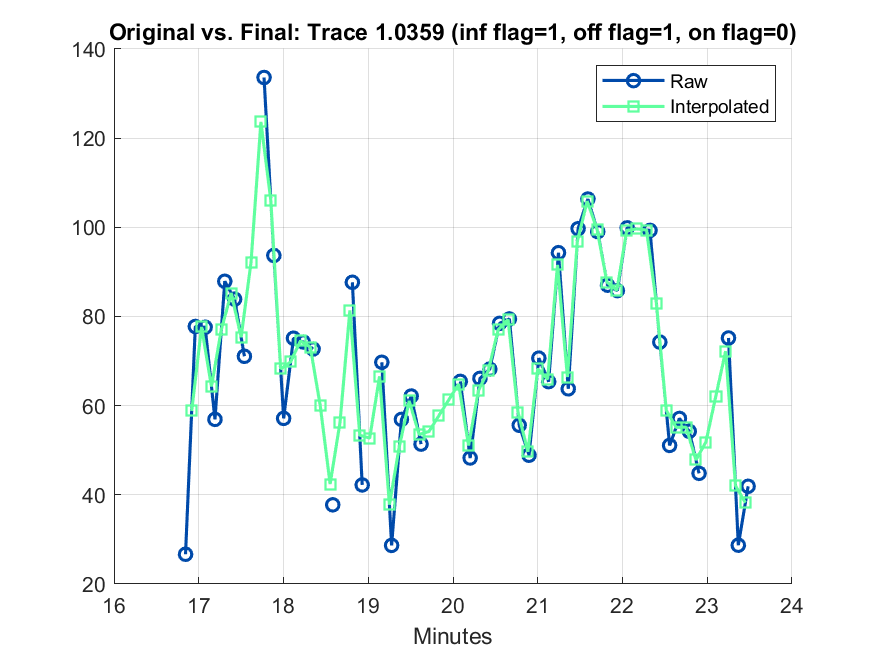 Original vs. Final: Trace 1.0359 (inf flag=1, off flag=1, on flag=0)
140
120
100
80
60
40
20
Raw
Interpolated
16 17 18 19 20 21 22 23 24
Minutes